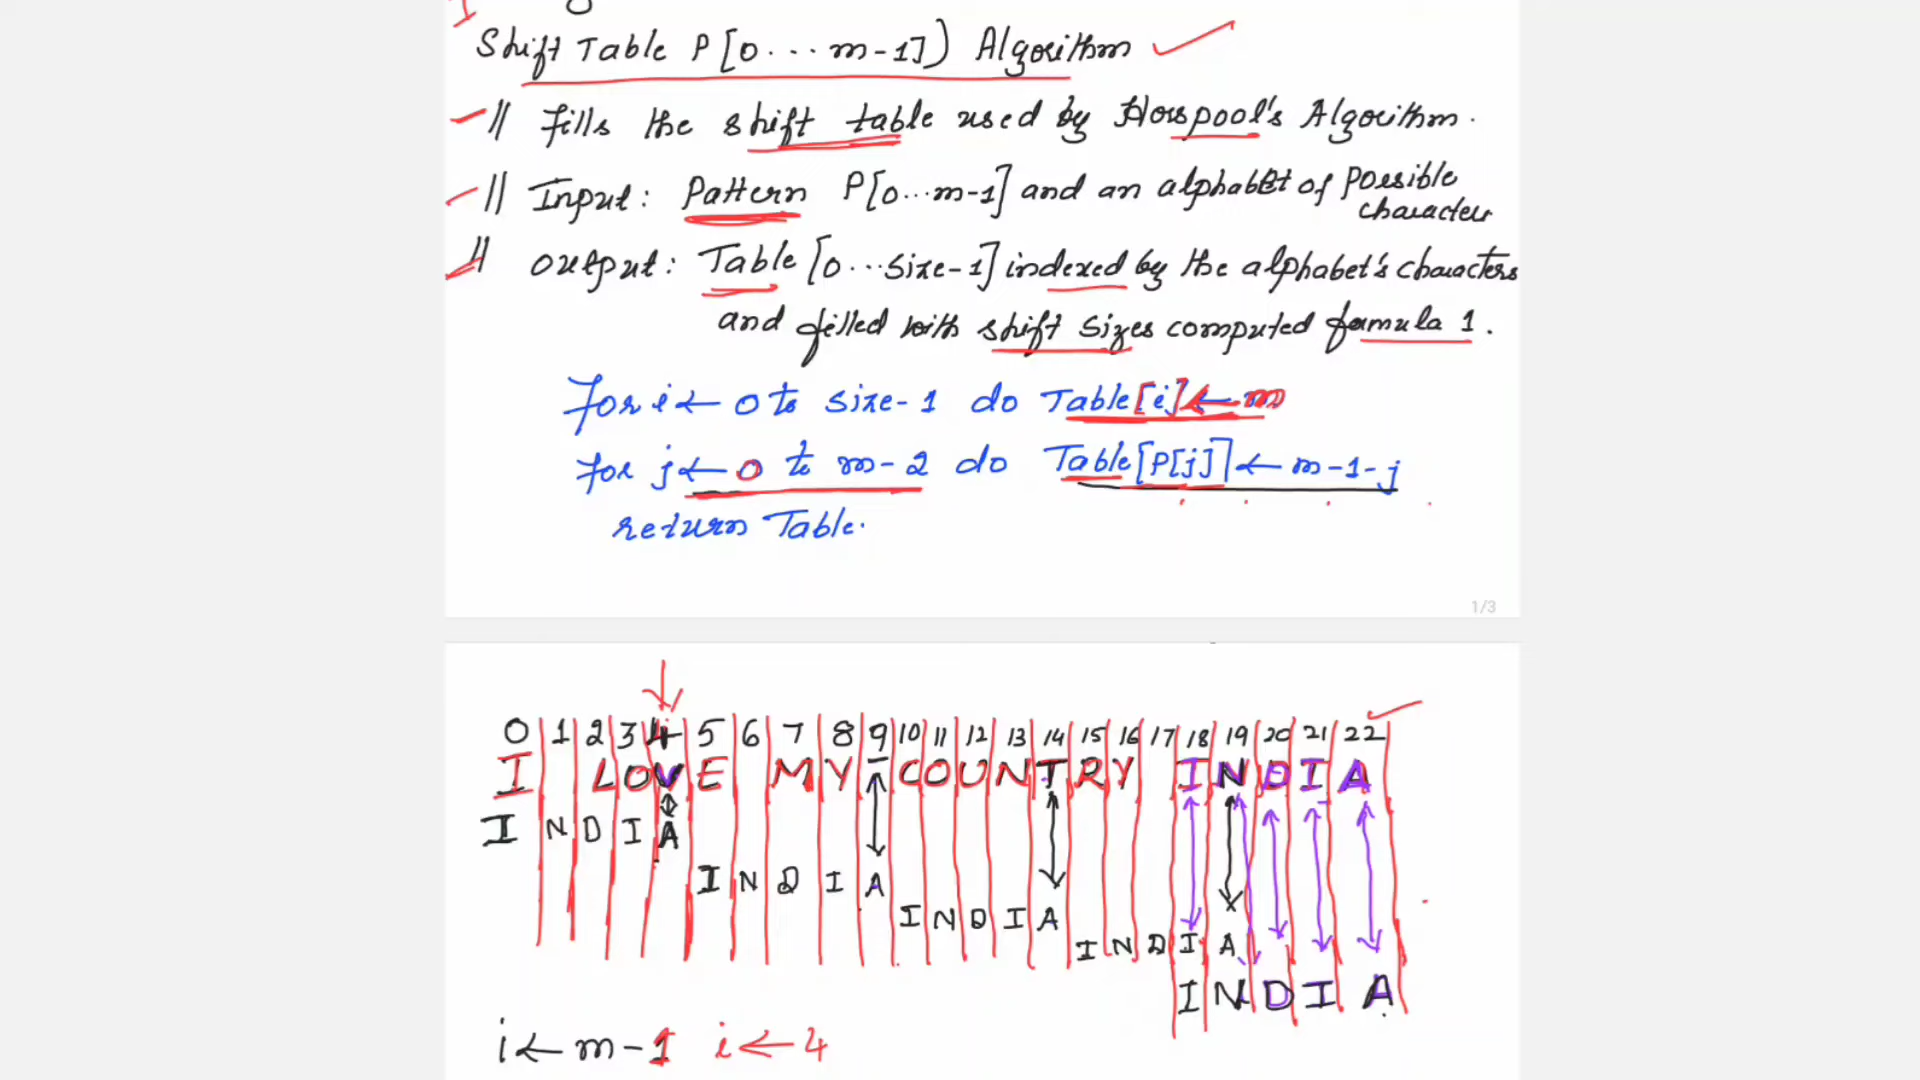 Shift Table P[0...m-1]) Algorithm
// Fills the shift table used by Horspool's Algorithm.
// Input: Pattern P[0...m-1] and an alphabet of possible
characters
// output: Table [0...size-1] indexed by the alphabet's characters
and filled with shift sizes computed formula 1.
For i ← 0 to size-1 do Table[i] ← m
for j ← 0 to m-2 do Table[P[j]] ← m-1-j
return Table.
1/3
0 1 2 3 4 5 6 7 8 9 10 11 12 13 14 15 16 17 18 19 20 21 22
I LOVE MY COUNTRY INDIA
I N D I A
I N D I A
I N D I A
I N D I A
I N D I A
i ← m-1 i ← 4